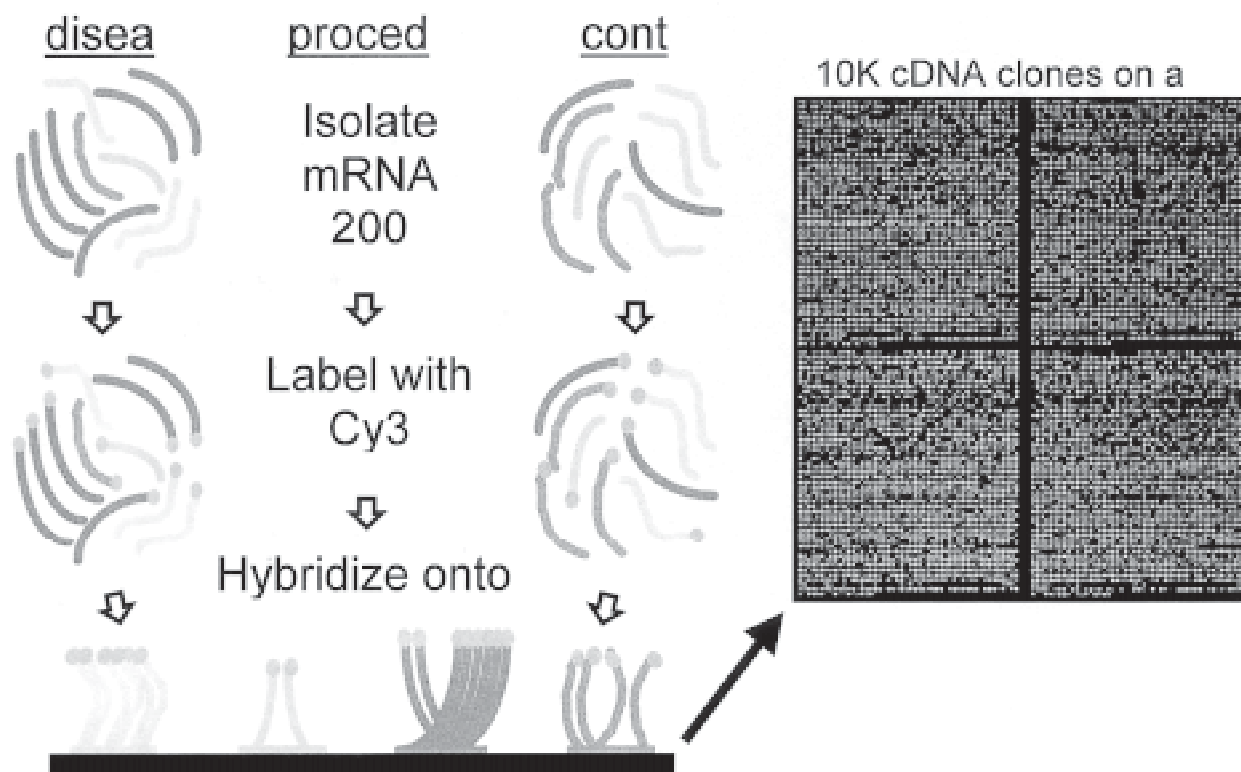 disea
proced
cont
10K cDNA clones on a
Isolate
mRNA
200
Label with
Cy3
Hybridize onto